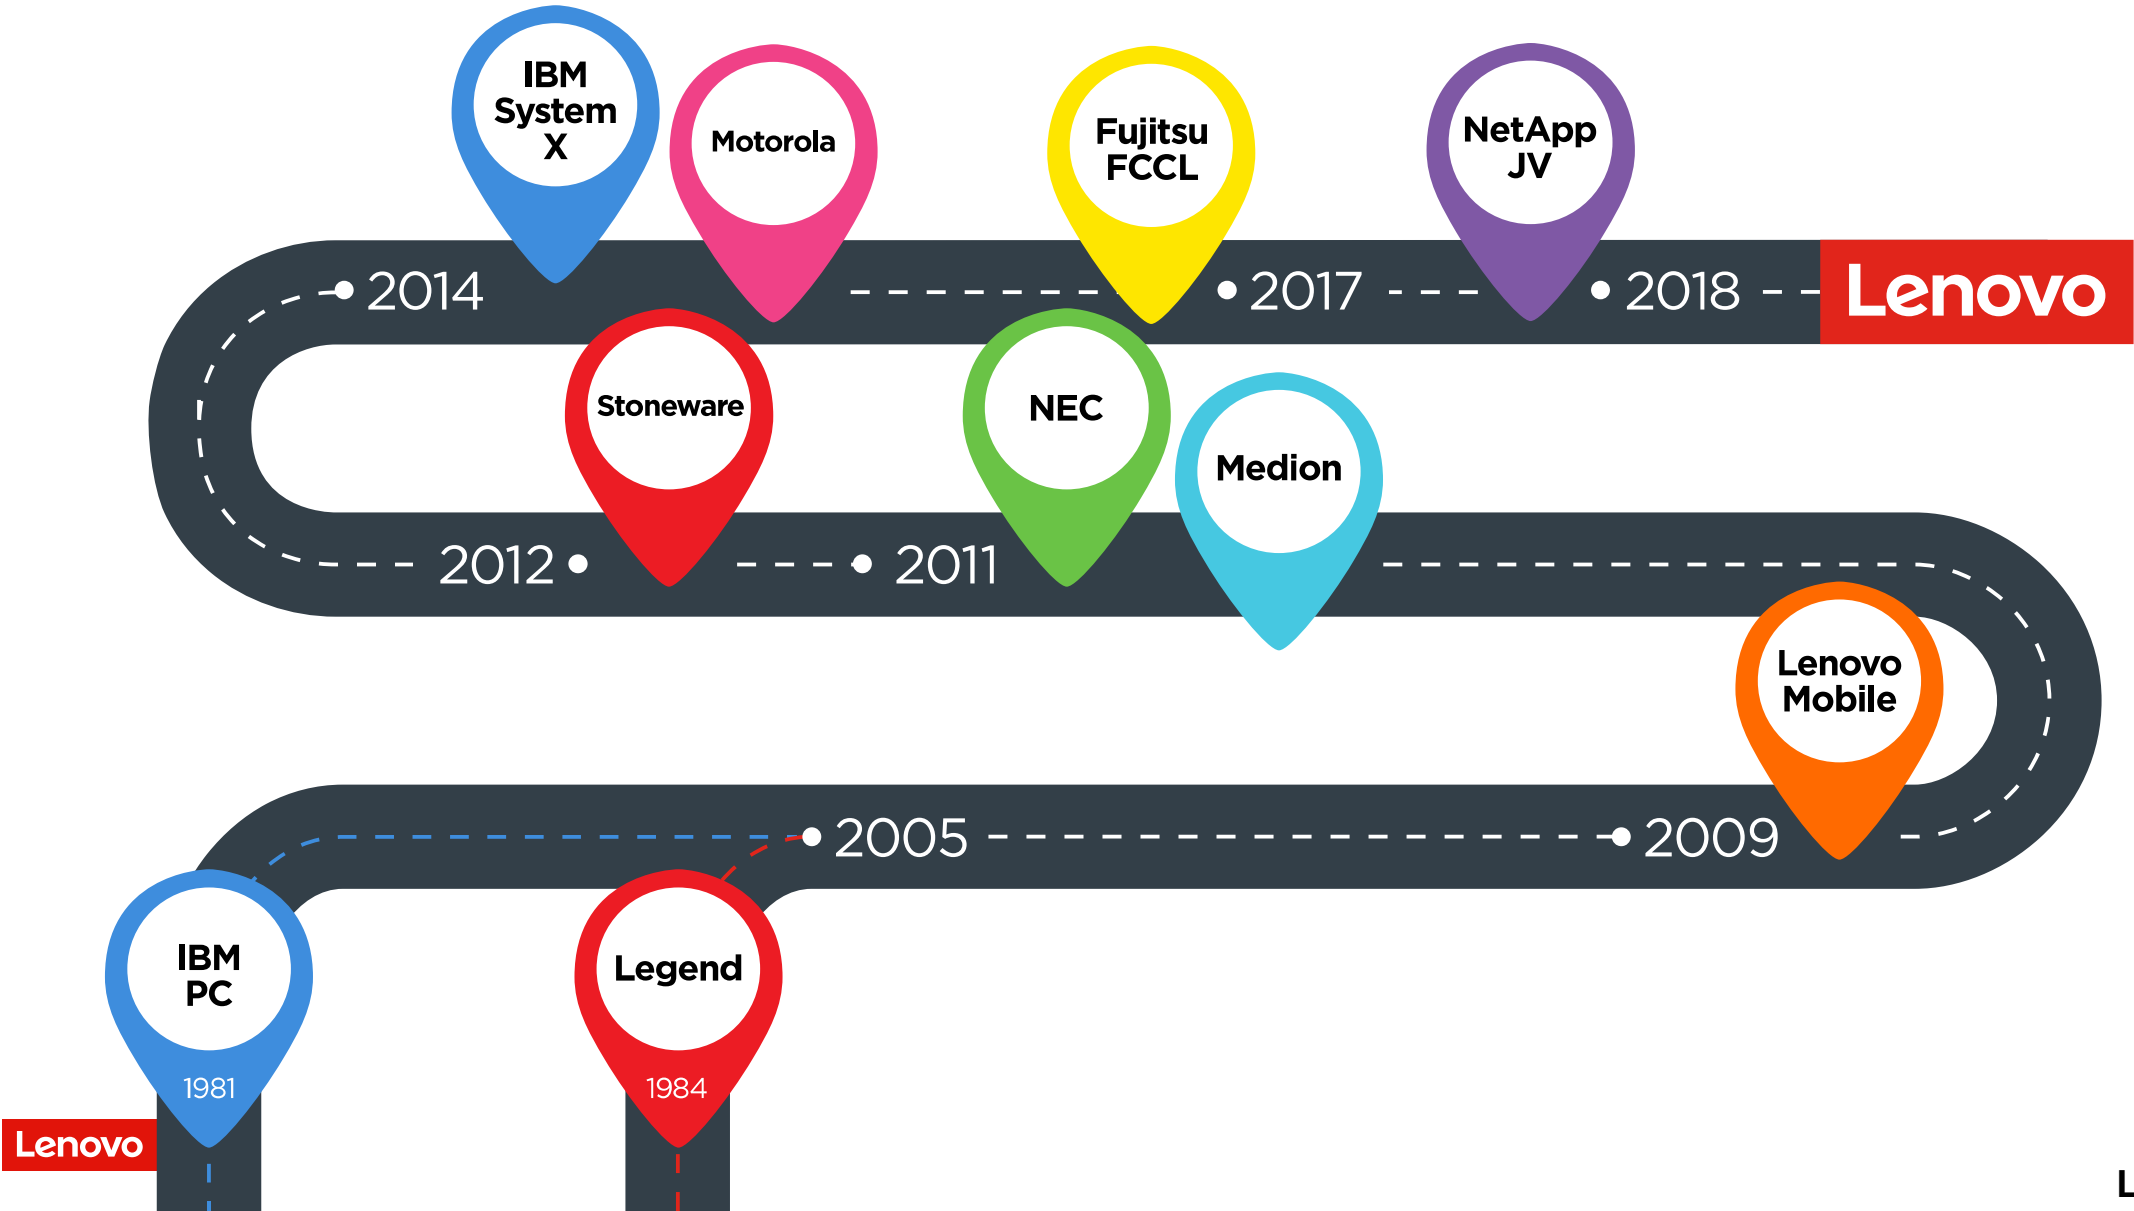 IBM
System
X
Motorola
Fujitsu
FCCL
NetApp
JV
2014
2017
2018
Lenovo
Stoneware
NEC
Medion
2012
2011
Lenovo
Mobile
2005
2009
IBM
PC
1981
Legend
1984
Lenovo
L